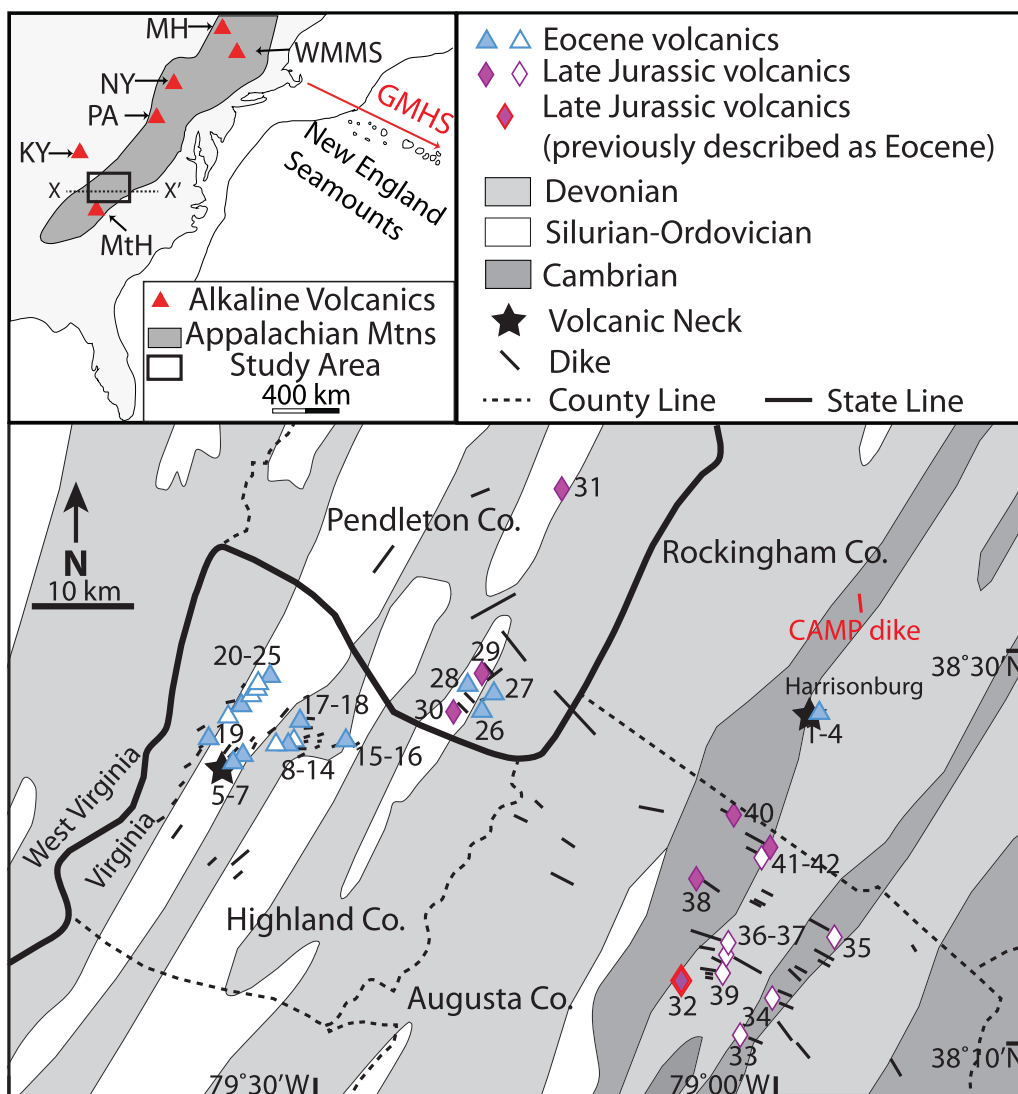 MH
WMMS
NY
PA
KY
X
X'
MtH
GMHS
New England
Seamounts
Alkaline Volcanics
Appalachian Mtns
Study Area
400 km
Eocene volcanics
Late Jurassic volcanics
Late Jurassic volcanics
(previously described as Eocene)
Devonian
Silurian-Ordovician
Cambrian
Volcanic Neck
Dike
County Line
State Line
N
10 km
Pendleton Co.
31
Rockingham Co.
CAMP dike
38˚30'N
Harrisonburg
1-4
20-25
19
17-18
5-7
8-14
15-16
28
29
27
30
26
West Virginia
Virginia
Highland Co.
Augusta Co.
40
41-42
38
36-37
35
39
32
34
33
38˚10'N
79˚30'W
79˚00'W